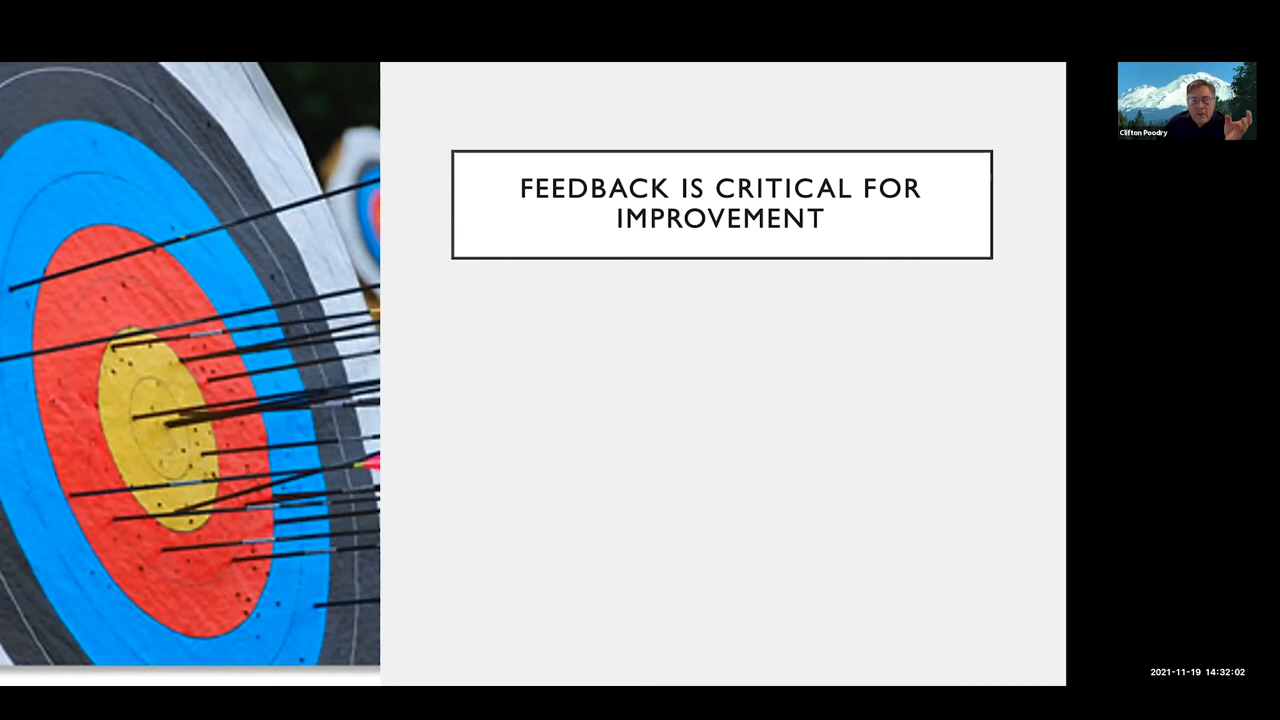 FEEDBACK IS CRITICAL FOR
IMPROVEMENT
Clifton Poodry
2021-11-19 14:32:02